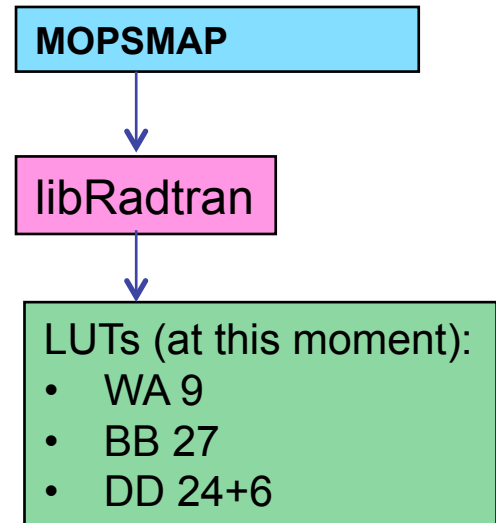 MOPSMAP
libRadtran
LUTs (at this moment):
• WA 9
• BB 27
• DD 24+6